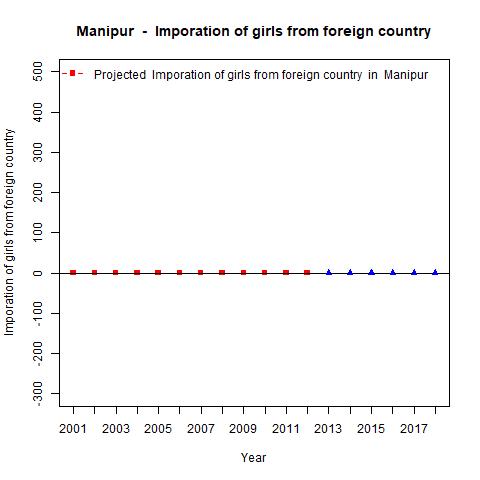 Manipur - Imporation of girls from foreign country
Projected Imporation of girls from foreign country in Manipur
Imporation of girls from foreign country
500
400
300
200
100
0
-100
-200
-300
2001 2003 2005 2007 2009 2011 2013 2015 2017
Year